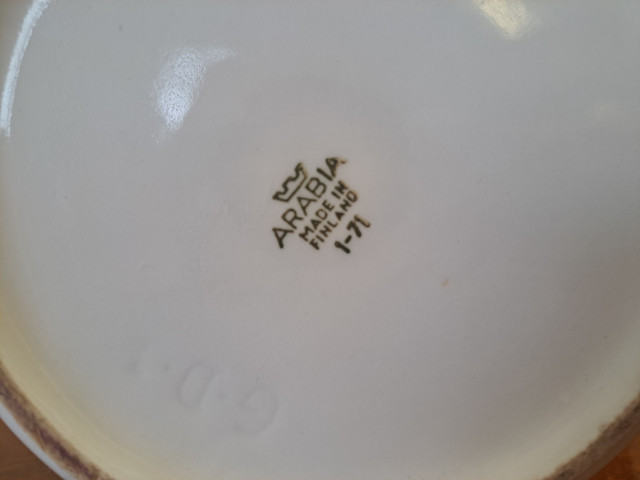 ARABIA
MADE IN
FINLAND
1-71
G.D.